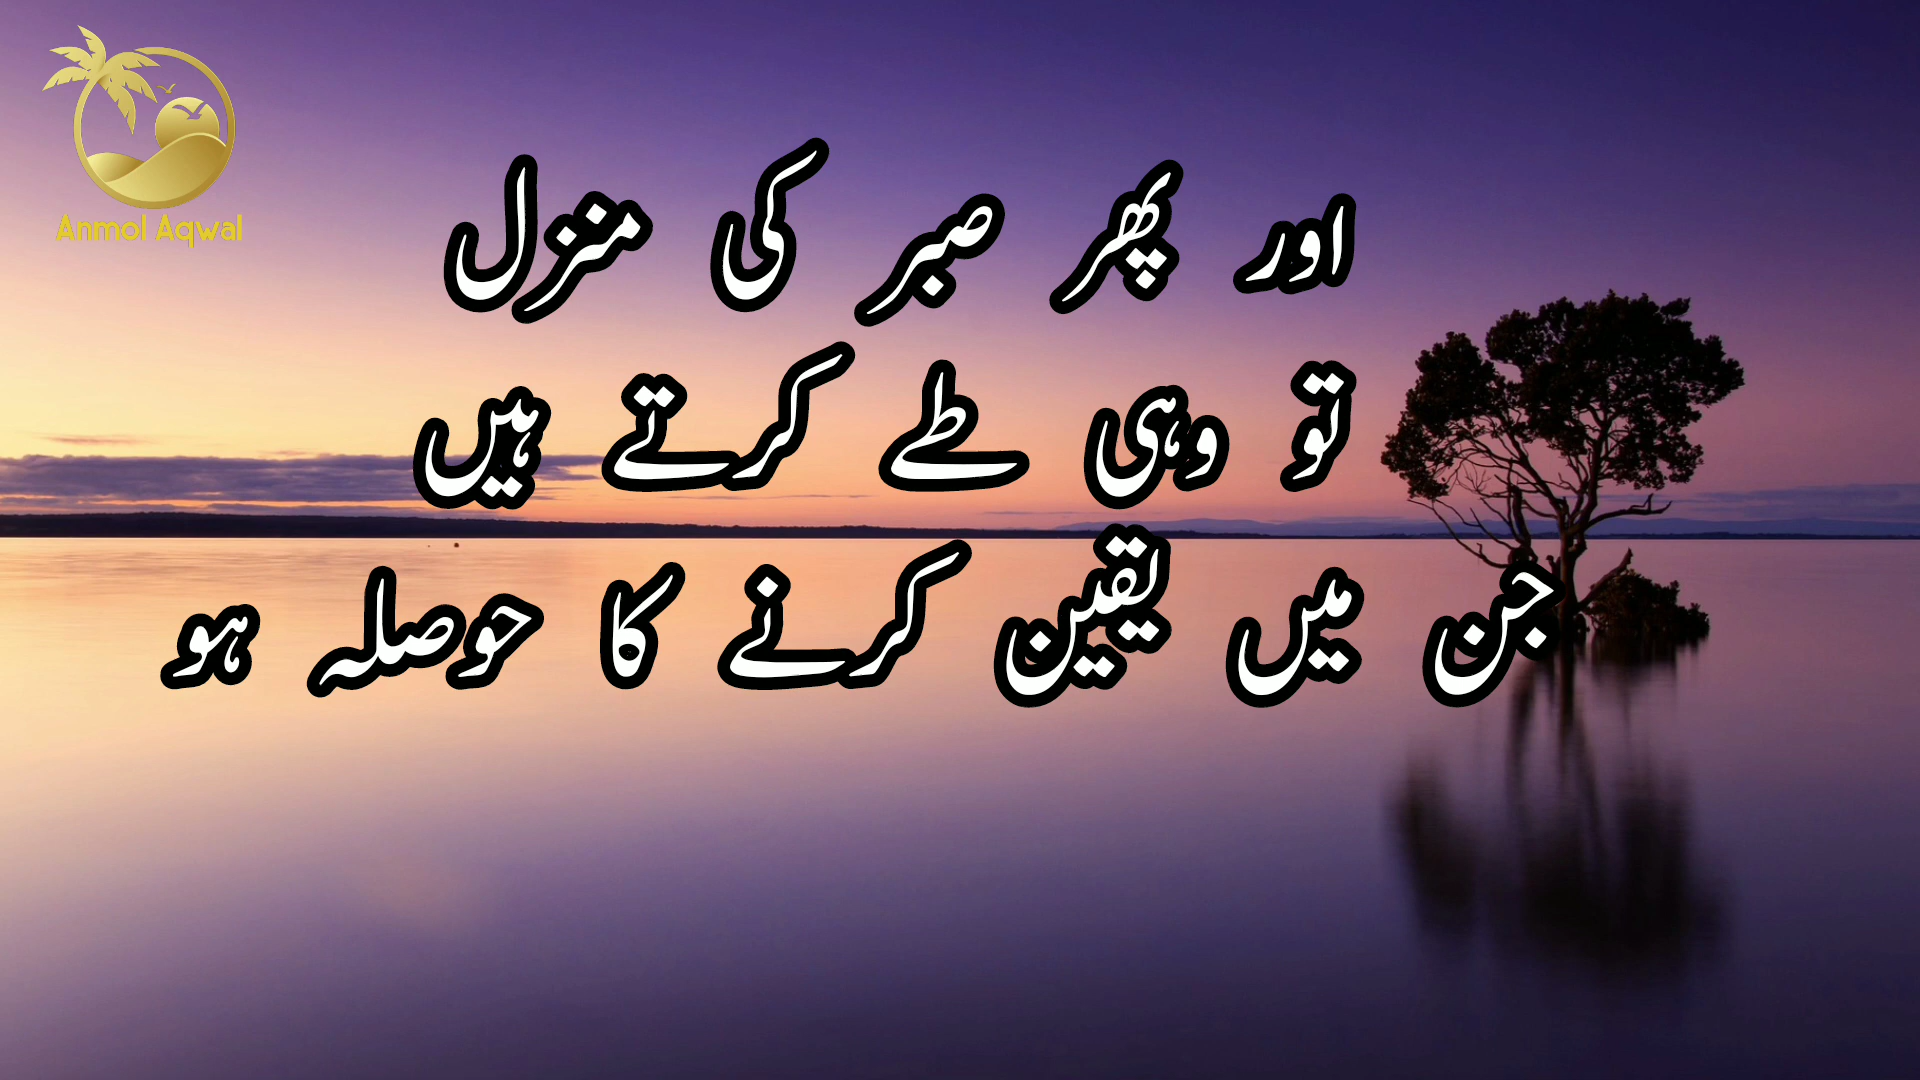 Anmol Aqwal
اور پھر صبر کی منزل
تو وہی طے کرتے ہیں
جن میں یقین کرنے کا حوصلہ ہو